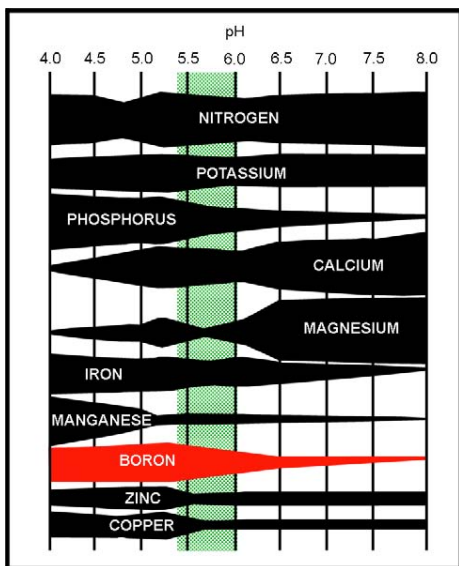 pH
4.0 4.5 5.0 5.5 6.0 6.5 7.0 7.5 8.0
NITROGEN
POTASSIUM
PHOSPHORUS
CALCIUM
MAGNESIUM
IRON
MANGANESE
BORON
ZINC
COPPER